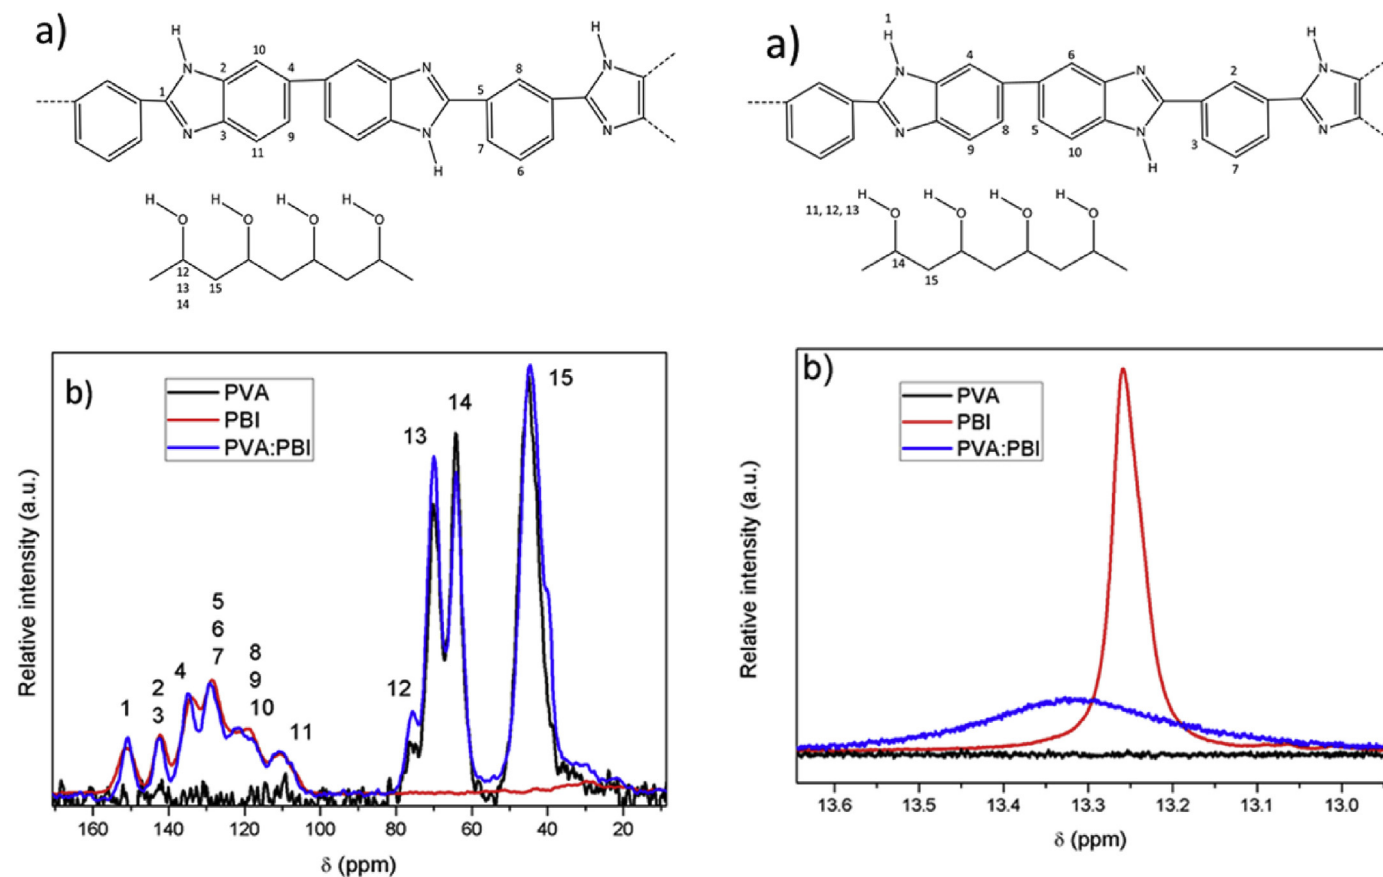 a)
H
N
10
2
4
1
3
N
11
9
N
N
H
5
8
7
6
H
N
N
H
O
H
O
H
O
H
O
12
13
14
15
b)
PVA
PBI
PVA:PBI
15
14
13
12
5
6
7
8
9
10
4
2
3
1
11
Relative intensity (a.u.)
160 140 120 100 80 60 40 20
δ (ppm)
a)
1
H
N
4
6
N
9
8
5
10
N
N
H
2
3
7
H
N
N
H
11, 12, 13
O
H
O
H
O
H
O
14
15
b)
PVA
PBI
PVA:PBI
Relative intensity (a.u.)
13.6 13.5 13.4 13.3 13.2 13.1 13.0
δ (ppm)